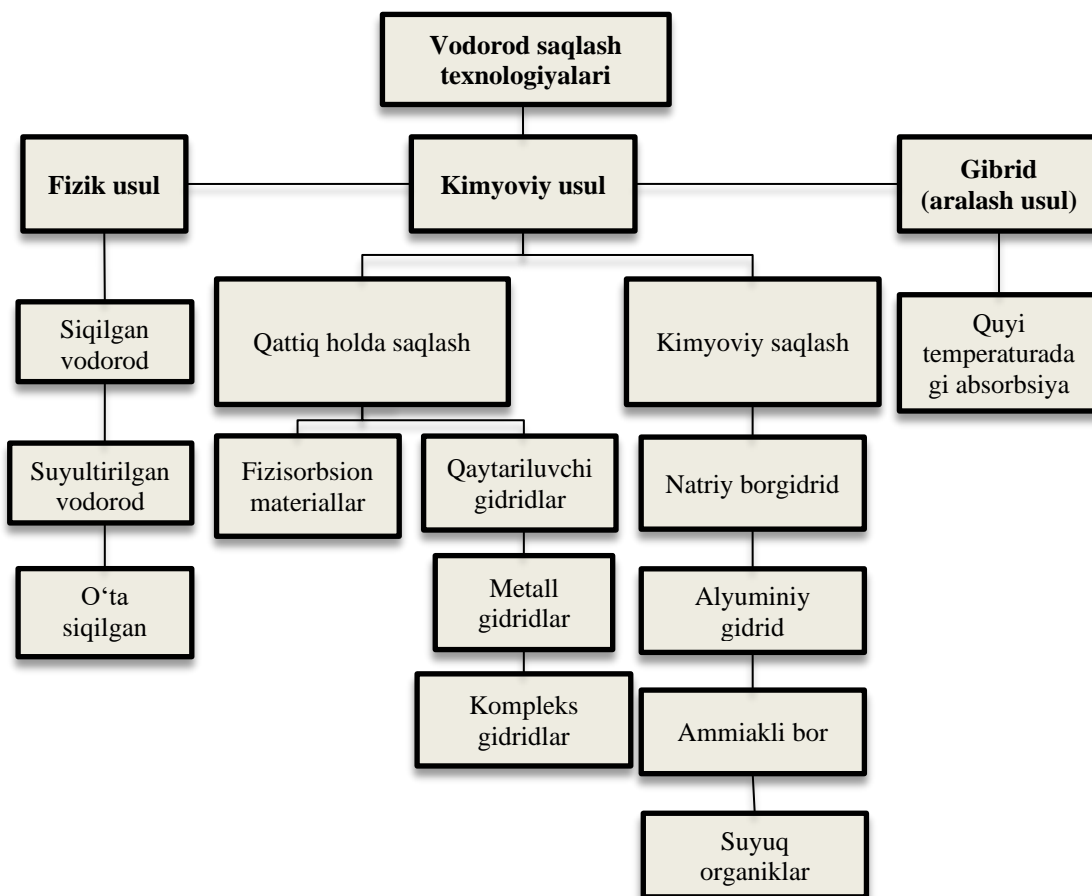 Vodorod saqlash
texnologiyalari
Fizik usul
Kimyoviy usul
Gibrid
(aralash usul)
Siqilgan
vodorod
Qattiq holda saqlash
Kimyoviy saqlash
Quyi
temperaturada
gi absorbsiya
Suyultirilgan
vodorod
Fizisorbsion
materiallar
Qaytariluvchi
gidridlar
Natriy borgidrid
O‘ta
siqilgan
Metall
gidridlar
Alyuminiy
gidrid
Kompleks
gidridlar
Ammiakli bor
Suyuq
organiklar